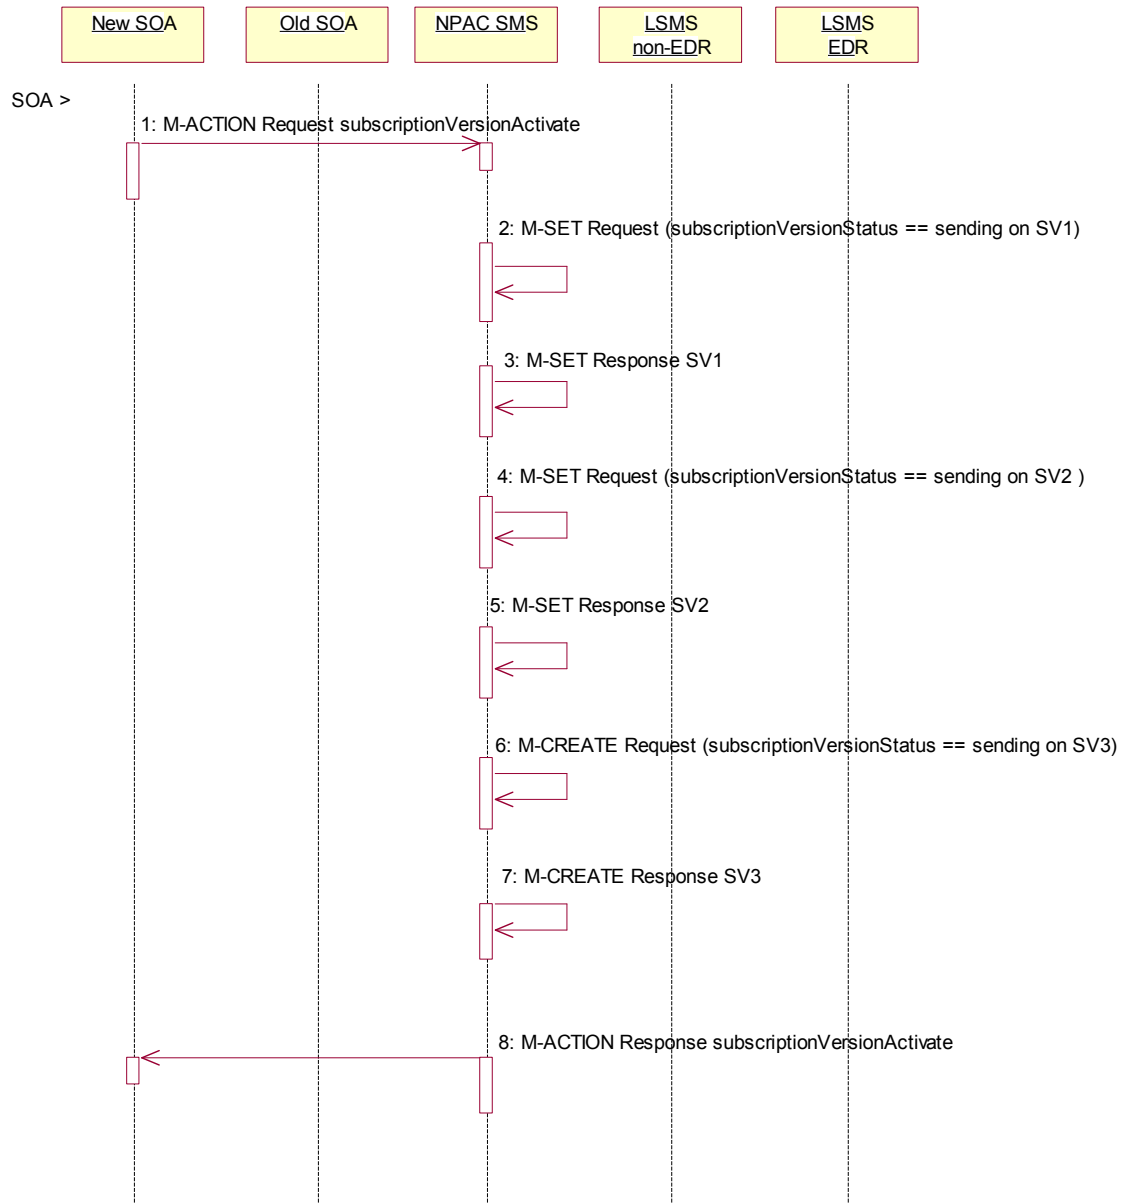 New SOA
Old SOA
NPAC SMS
LSMS
non-EDR
LSMS
EDR
SOA >
1: M-ACTION Request subscriptionVersionActivate
2: M-SET Request (subscriptionVersionStatus == sending on SV1)
3: M-SET Response SV1
4: M-SET Request (subscriptionVersionStatus == sending on SV2 )
5: M-SET Response SV2
6: M-CREATE Request (subscriptionVersionStatus == sending on SV3)
7: M-CREATE Response SV3
8: M-ACTION Response subscriptionVersionActivate